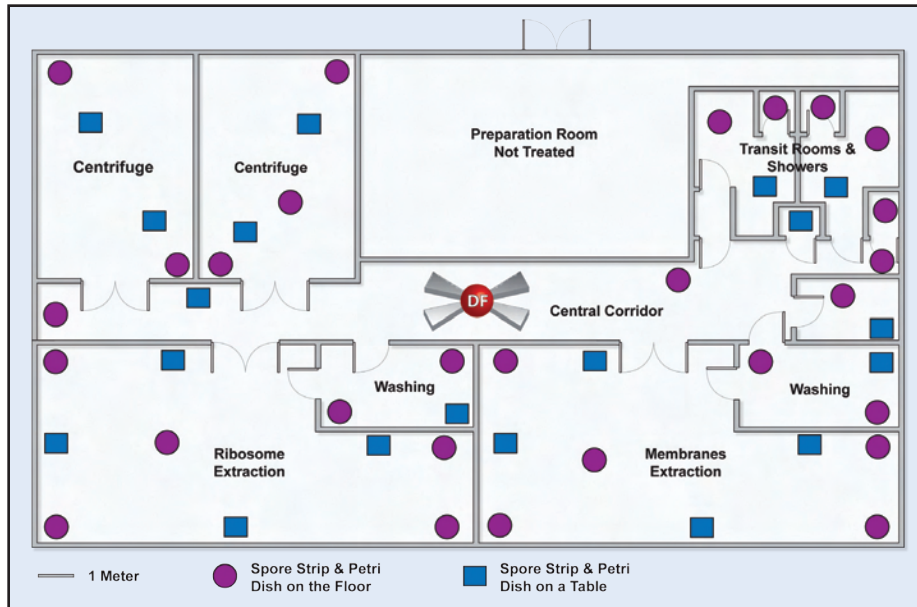 Preparation Room
Not Treated
Transit Rooms &
Showers
Centrifuge
Centrifuge
DF
Central Corridor
Washing
Washing
Ribosome
Extraction
Membranes
Extraction
1 Meter
Spore Strip & Petri
Dish on the Floor
Spore Strip & Petri
Dish on a Table